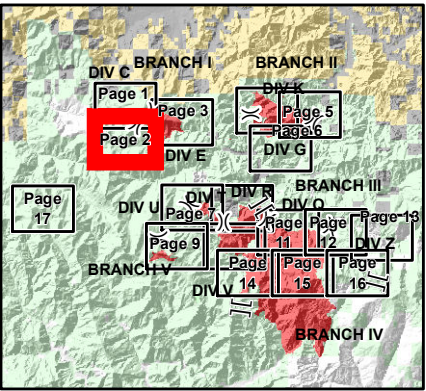 BRANCH I
BRANCH II
DIV C
DIV K
Page 1
Page 3
Page 5
Page 6
Page 2
DIV E
DIV G
Page
17
BRANCH III
DIV R
DIV U
DIV O
Page 7
Page
11
Page
12
Page 13
Page 9
DIV Z
BRANCH V
DIV V
Page
14
Page
15
Page
16
BRANCH IV